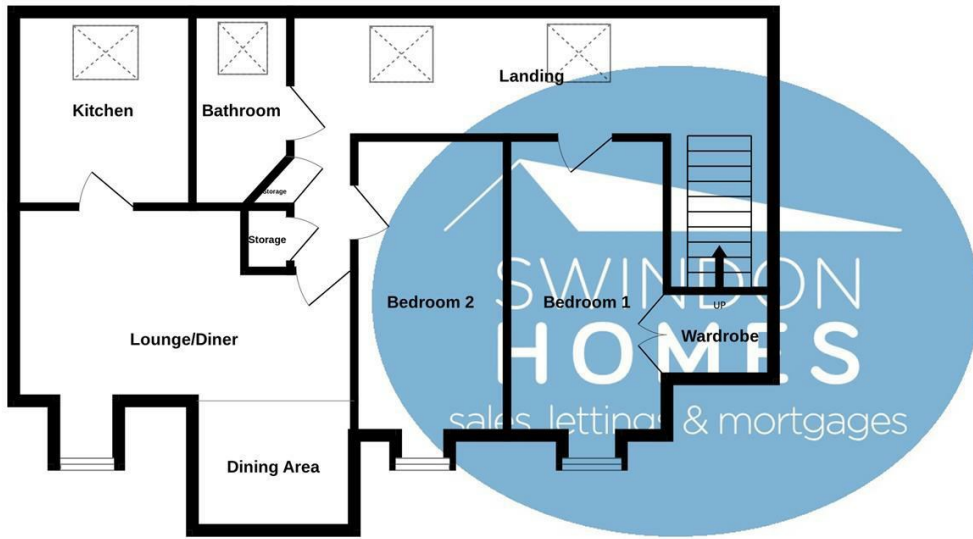 Landing
Kitchen
Bathroom
Storage
Storage
Bedroom 2
Bedroom 1
UP
Wardrobe
Lounge/Diner
Dining Area
SWINDON
HOMES
sales, lettings & mortgages